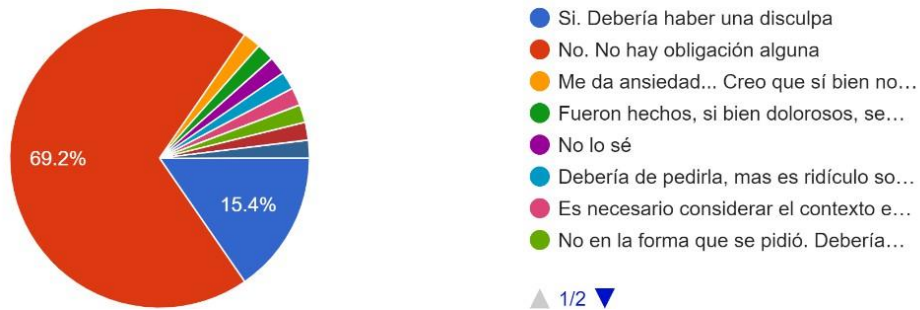 69.2%
15.4%
Si. Debería haber una disculpa
No. No hay obligación alguna
Me da ansiedad... Creo que sí bien no…
Fueron hechos, si bien dolorosos, se…
No lo sé
Debería de pedirla, mas es ridículo so…
Es necesario considerar el contexto e…
No en la forma que se pidió. Debería…
1/2